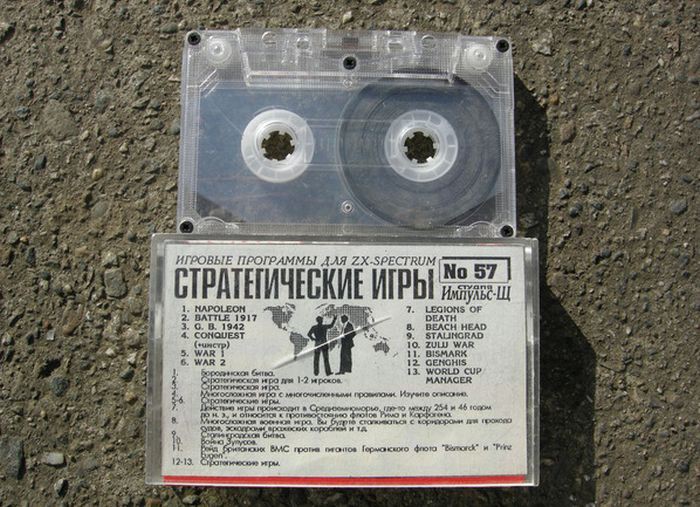 ИГРОВЫЕ ПРОГРАММЫ ДЛЯ ZX-SPECTRUM
СТРАТЕГИЧЕСКИЕ ИГРЫ
No 57
СТУДИЯ
Импульс-Щ
1. NAPOLEON
2. BATTLE 1917
3. G. B. 1942
4. CONQUEST
(+инстр)
5. WAR 1
6. WAR 2
7. LEGIONS OF
DEATH
8. BEACH HEAD
9. STALINGRAD
10. ZULU WAR
11. BISMARK
12. GENGHIS
13. WORLD CUP
MANAGER
1. Бородинская битва.
2. Стратегическая игра для 1-2 игроков.
3. Стратегическая игра.
4. Многосложная игра с многочисленными правилами. Изучите описание.
5-6. Стратегические игры.
7. Действие игры происходит в Средиземноморье, где-то между 254 и 46 годом
до н. э., и относится к противостоянию флотов Рима и Карфагена.
8. Многосложная военная игра. Вы будете сталкиваться с коридорами для прохода
судов, эскадрами вражеских кораблей и т.д.
9. Сталинградская битва.
10. Война Зулусов.
11. Рейд британских ВМС против гигантов Германского флота "Bismarck" и "Prinz
Eugen".
12-13. Стратегические игры.